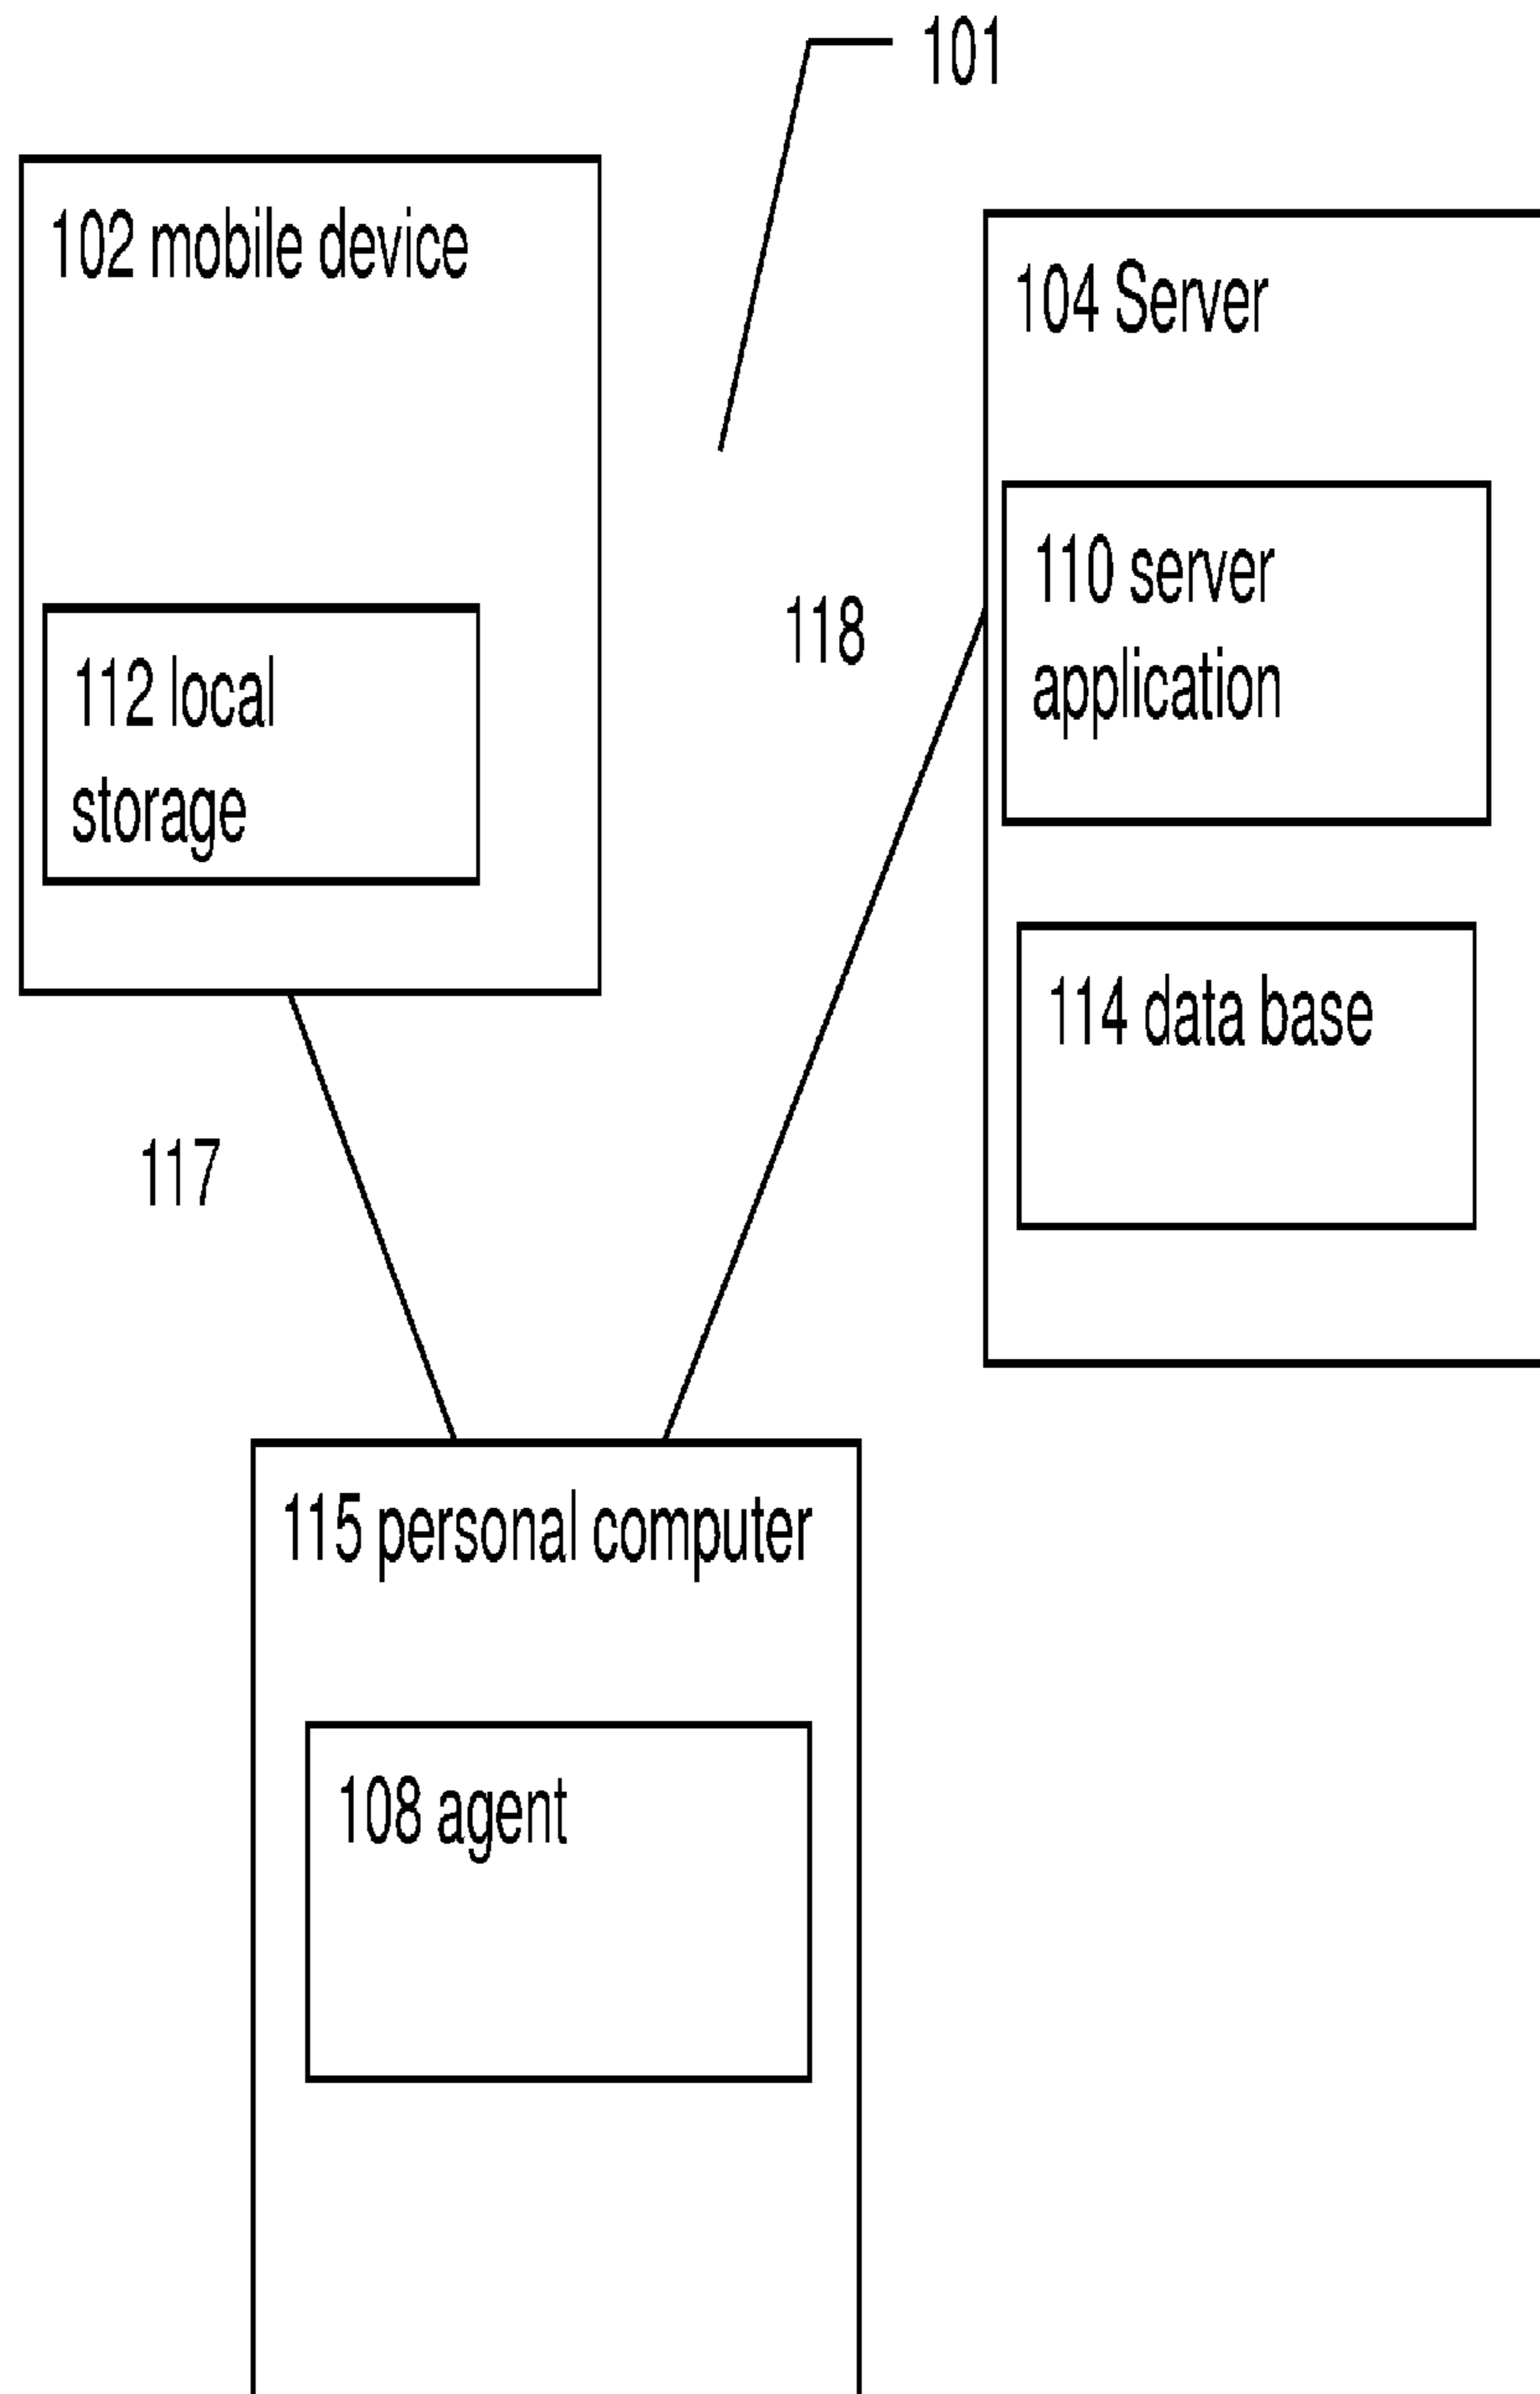 101
102 mobile device
104 Server
110 server
application
118
112 local
storage
114 data base
117
115 personal computer
108 agent